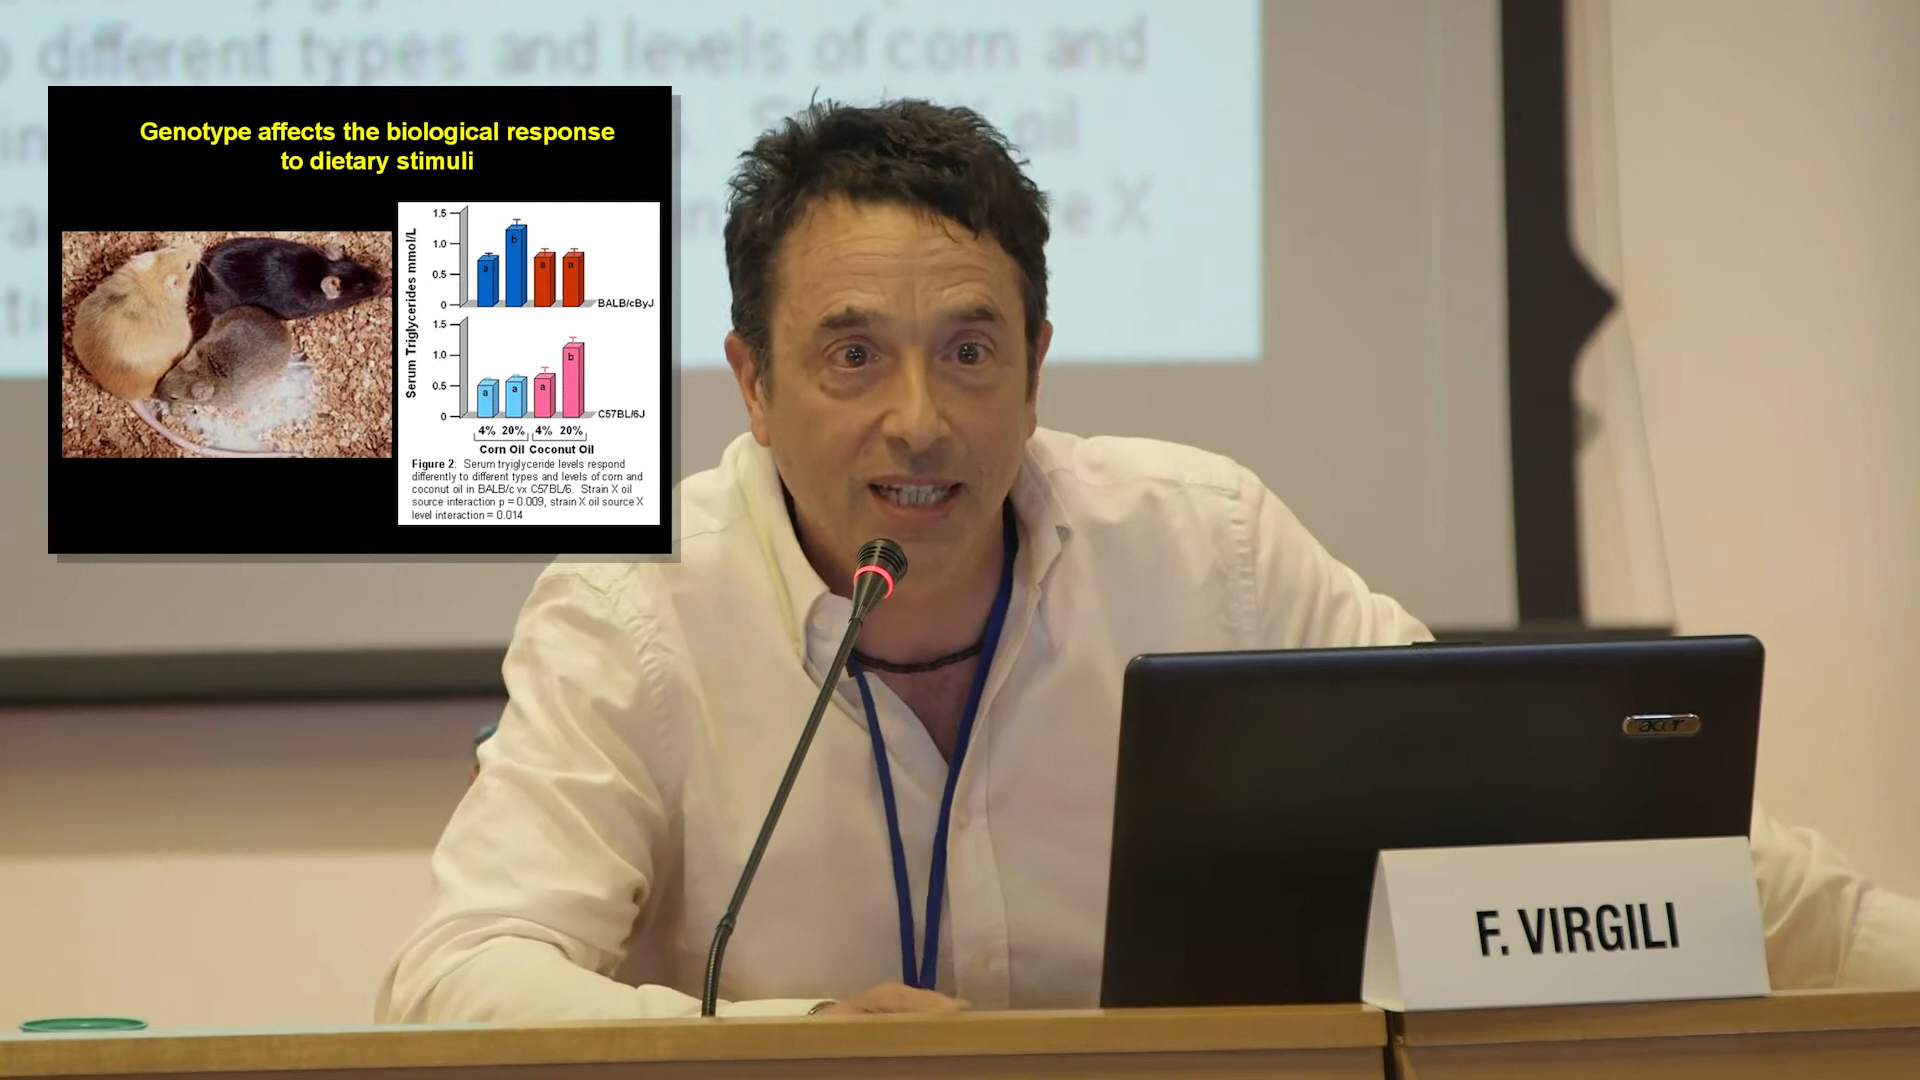 different types and levels of corn and
oil
e X
Genotype affects the biological response
to dietary stimuli
Serum Triglycerides mmol/L
1.5
1.0
0.5
0
a
b
a
a
BALB/cByJ
1.5
1.0
0.5
0
a
a
a
b
C57BL/6J
4% 20% 4% 20%
Corn Oil Coconut Oil
Figure 2: Serum tryiglyceride levels respond
differently to different types and levels of corn and
coconut oil in BALB/c vx C57BL/6. Strain X oil
source interaction p = 0.009, strain X oil source X
level interaction = 0.014
acer
F. VIRGILI